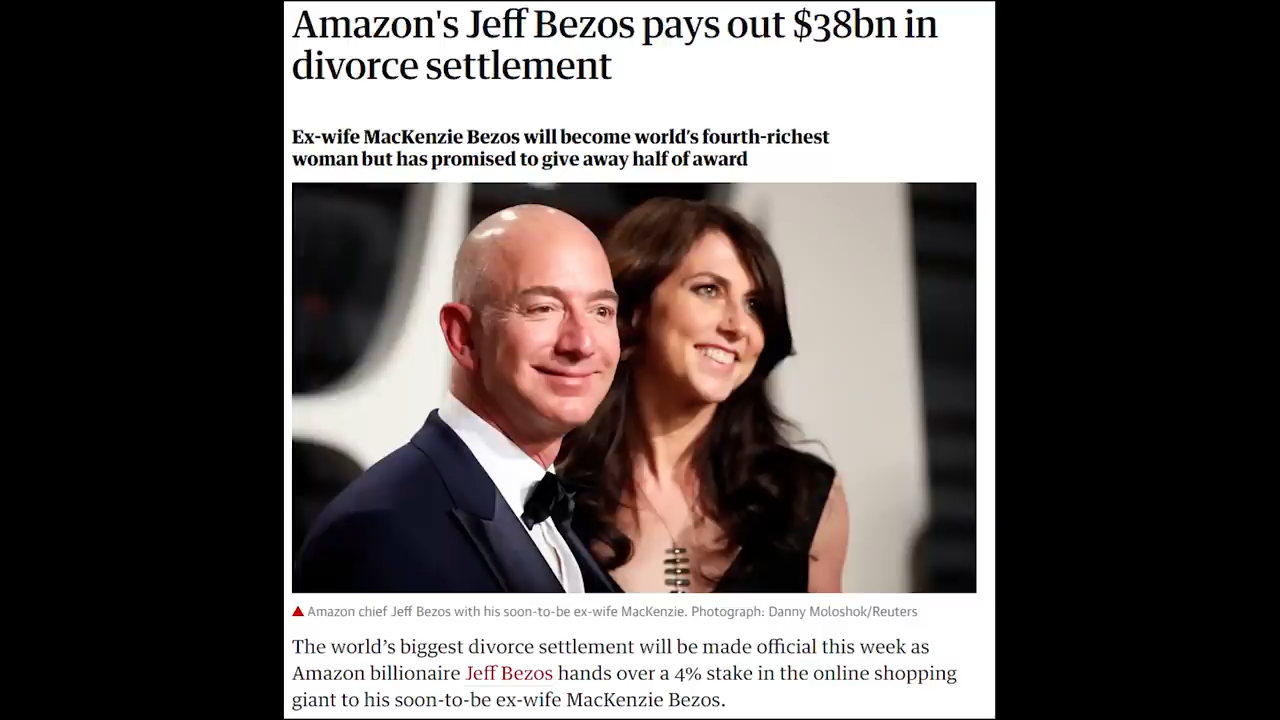 Amazon's Jeff Bezos pays out $38bn in
divorce settlement
Ex-wife MacKenzie Bezos will become world’s fourth-richest
woman but has promised to give away half of award
Amazon chief Jeff Bezos with his soon-to-be ex-wife MacKenzie. Photograph: Danny Moloshok/Reuters
The world’s biggest divorce settlement will be made official this week as
Amazon billionaire Jeff Bezos hands over a 4% stake in the online shopping
giant to his soon-to-be ex-wife MacKenzie Bezos.